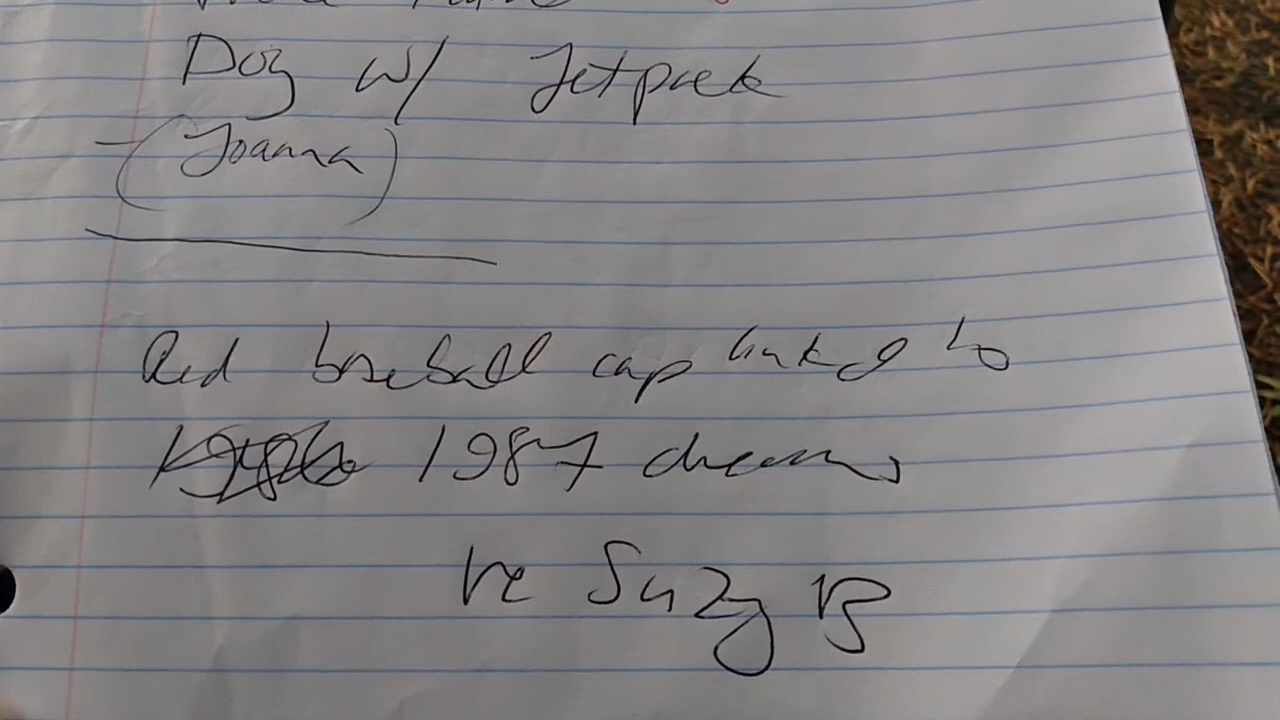 Dog w/ Jetpack
(Joanna)
Red baseball cap linked to
1987 dreams
re Suzy B